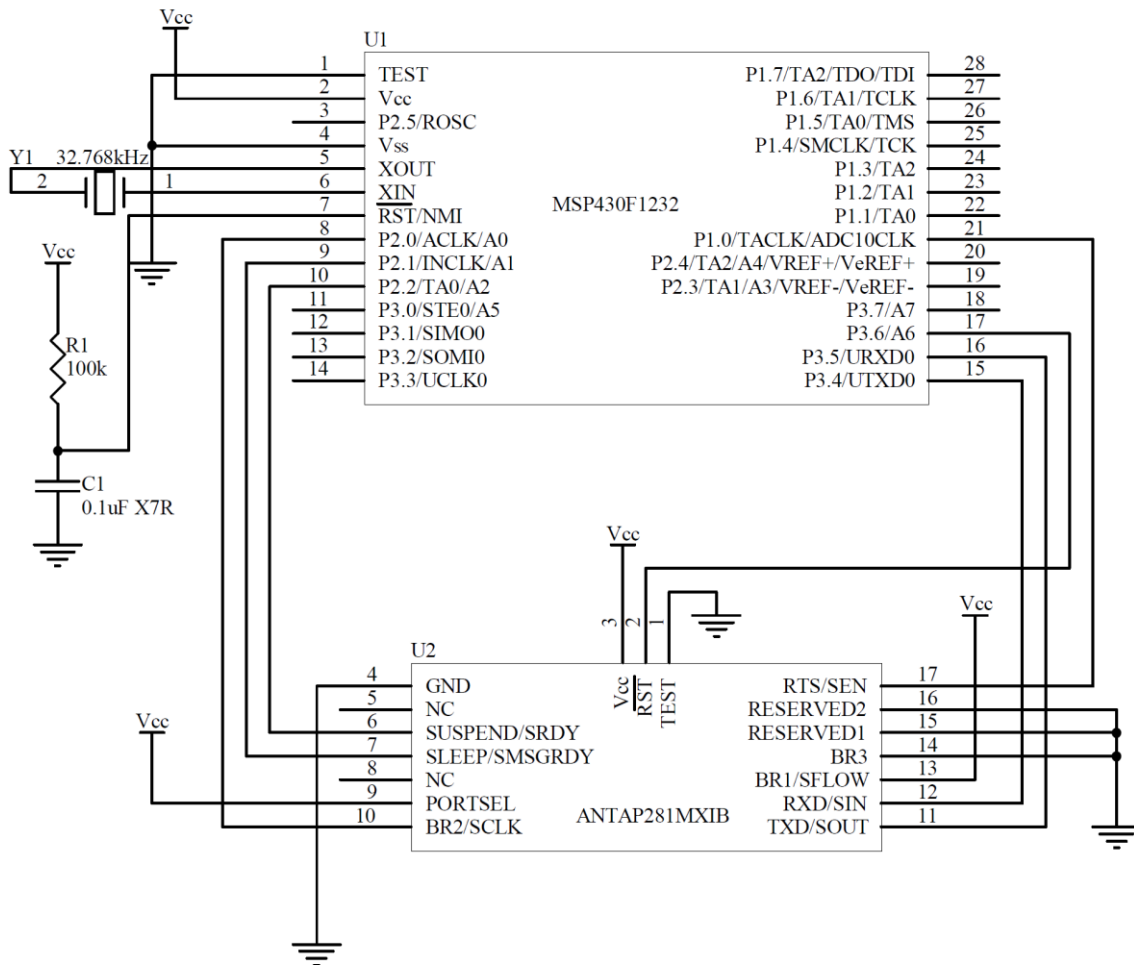 Vcc
U1
1 TEST
2 Vcc
3 P2.5/ROSC
4 Vss
5 XOUT
6 XIN
7 RST/NMI
8 P2.0/ACLK/A0
9 P2.1/INCLK/A1
10 P2.2/TA0/A2
11 P3.0/STE0/A5
12 P3.1/SIMO0
13 P3.2/SOMI0
14 P3.3/UCLK0
MSP430F1232
P1.7/TA2/TDO/TDI 28
P1.6/TA1/TCLK 27
P1.5/TA0/TMS 26
P1.4/SMCLK/TCK 25
P1.3/TA2 24
P1.2/TA1 23
P1.1/TA0 22
P1.0/TACLK/ADC10CLK 21
P2.4/TA2/A4/VREF+/VeREF+ 20
P2.3/TA1/A3/VREF-/VeREF- 19
P3.7/A7 18
P3.6/A6 17
P3.5/URXD0 16
P3.4/UTXD0 15
Y1 32.768kHz
2 1
Vcc
R1
100k
C1
0.1uF X7R
Vcc
3 2 1
Vcc RST TEST
Vcc
U2
4 GND
5 NC
6 SUSPEND/SRDY
7 SLEEP/SMSGRDY
8 NC
9 PORTSEL
10 BR2/SCLK
Vcc
ANTAP281MXIB
RTS/SEN 17
RESERVED2 16
RESERVED1 15
BR3 14
BR1/SFLOW 13
RXD/SIN 12
TXD/SOUT 11